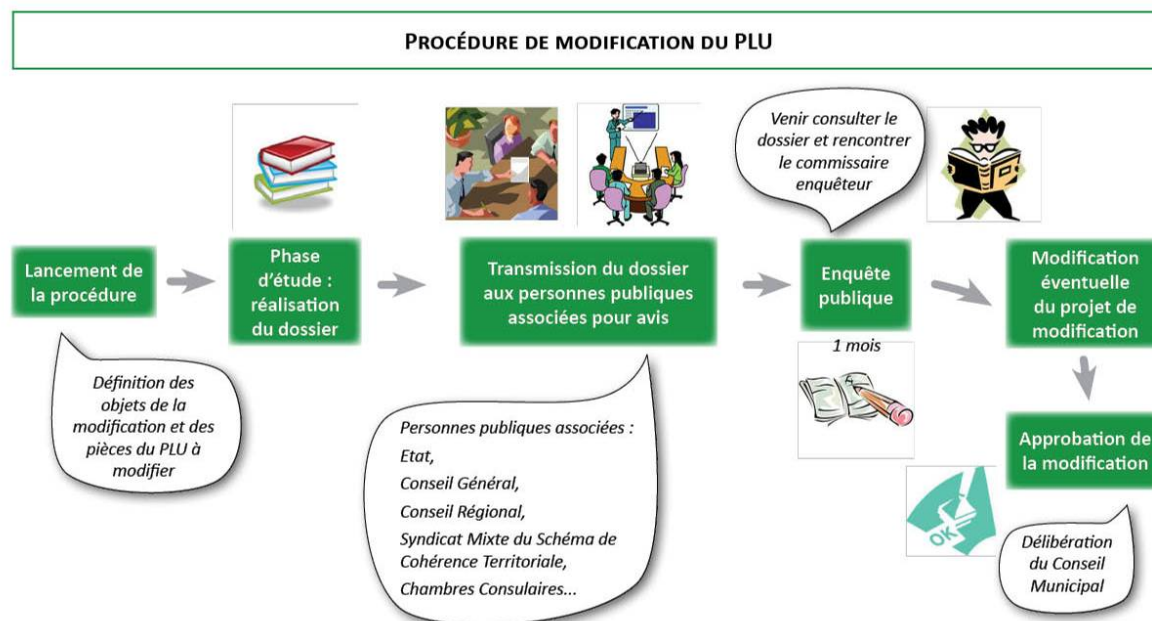 PROCÉDURE DE MODIFICATION DU PLU
Lancement de
la procédure
Définition des
objets de la
modification et des
pièces du PLU à
modifier
Phase
d'étude :
réalisation
du dossier
Transmission du dossier
aux personnes publiques
associées pour avis
Personnes publiques associées :
Etat,
Conseil Général,
Conseil Régional,
Syndicat Mixte du Schéma de
Cohérence Territoriale,
Chambres Consulaires...
Venir consulter le
dossier et rencontrer
le commissaire
enquêteur
Enquête
publique
1 mois
Modification
éventuelle
du projet de
modification
Approbation de
la modification
OK
Délibération
du Conseil
Municipal